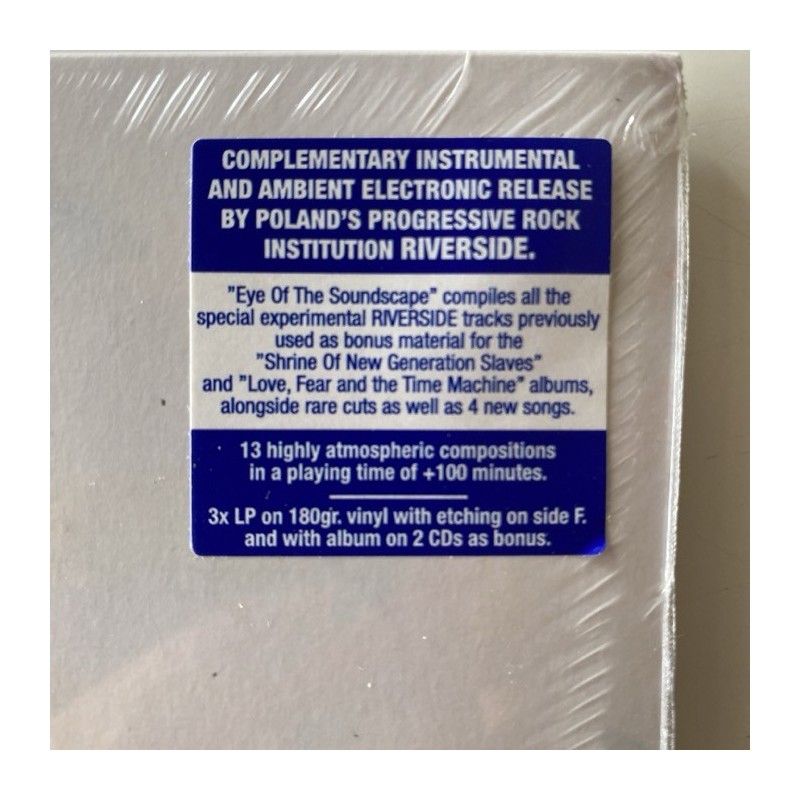 COMPLEMENTARY INSTRUMENTAL
AND AMBIENT ELECTRONIC RELEASE
BY POLAND'S PROGRESSIVE ROCK
INSTITUTION RIVERSIDE.
"Eye Of The Soundscape" compiles all the
special experimental RIVERSIDE tracks previously
used as bonus material for the
"Shrine Of New Generation Slaves"
and "Love, Fear and the Time Machine" albums,
alongside rare cuts as well as 4 new songs.
13 highly atmospheric compositions
in a playing time of +100 minutes.
3x LP on 180gr. vinyl with etching on side F.
and with album on 2 CDs as bonus.